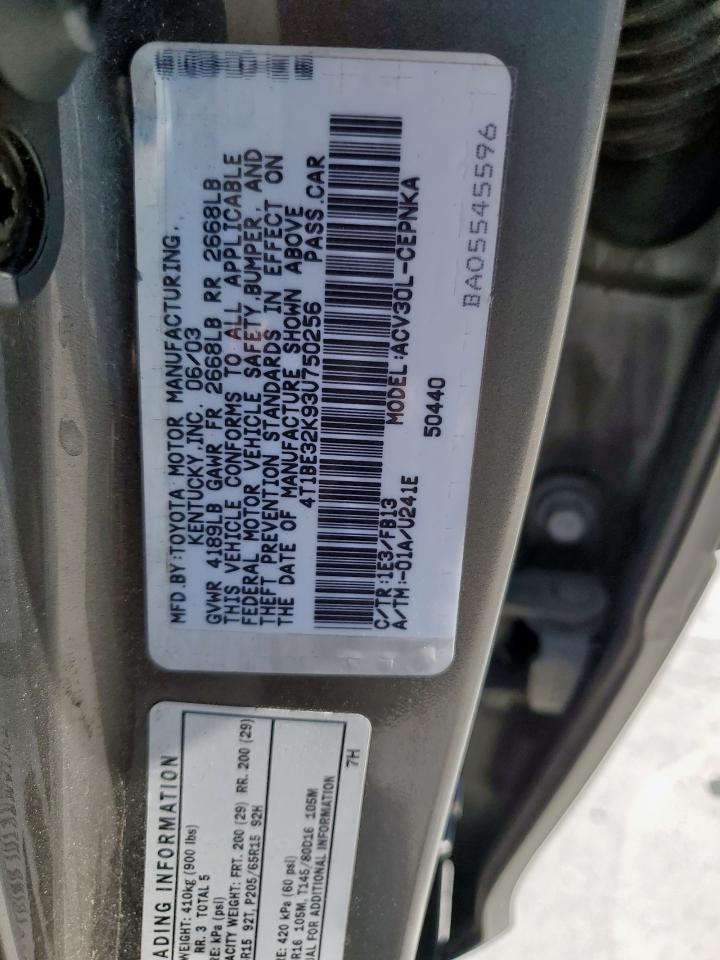 MFD.BY:TOYOTA MOTOR MANUFACTURING,
KENTUCKY,INC. 06/03
GVWR 4189LB GAWR FR 2668LB RR 2668LB
THIS VEHICLE CONFORMS TO ALL APPLICABLE
FEDERAL MOTOR VEHICLE SAFETY,BUMPER, AND
THEFT PREVENTION STANDARDS IN EFFECT ON
THE DATE OF MANUFACTURE SHOWN ABOVE
4T1BE32K93U750256 PASS.CAR
C/TR:1E3/FB13 MODEL:ACV30L-CEPNKA
A/TM:-01A/U241E 50440
BA05545596
ADING INFORMATION
WEIGHT: 410kg (900 lbs)
RR. 3 TOTAL 5
RE: kPa (psi)
ACITY WEIGHT: FRT. 200 (29) RR. 200 (29)
R15 92T, P205/65R15 92H
RE: 420 kPa (60 psi)
R16 105M, T145/80D16 105M
UAL FOR ADDITIONAL INFORMATION
7H